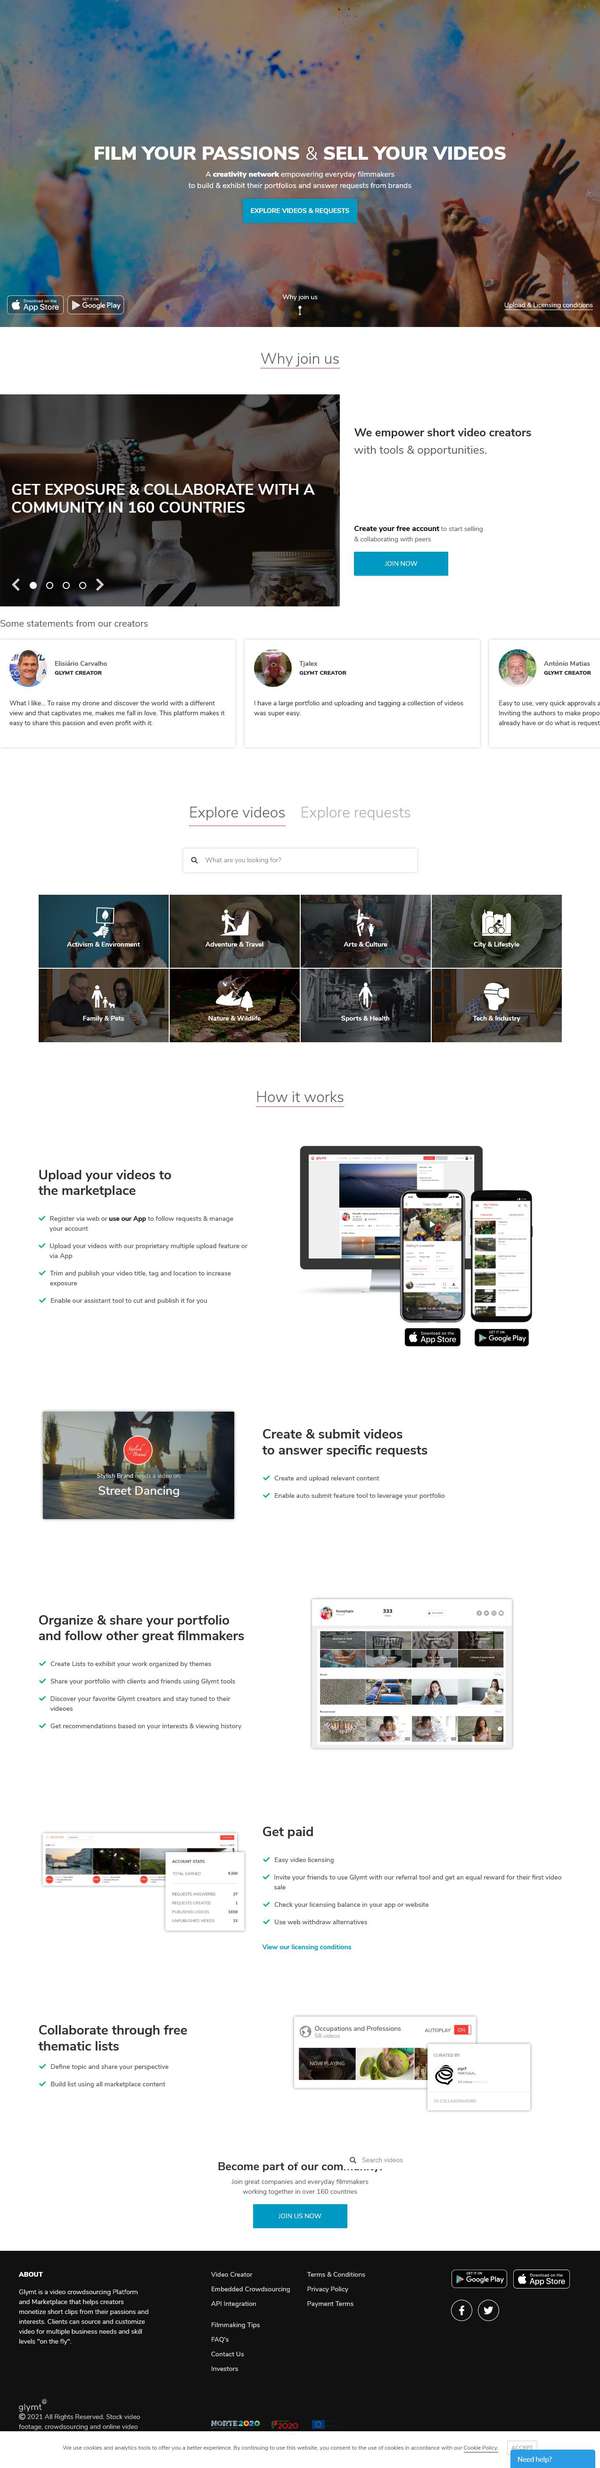 FILM YOUR PASSIONS & SELL YOUR VIDEOS
A creativity network empowering everyday filmmakers
to build & exhibit their portfolios and answer requests from brands
EXPLORE VIDEOS & REQUESTS
Download on the
App Store
GET IT ON
Google Play
Why join us
Upload & Licensing conditions
Why join us
GET EXPOSURE & COLLABORATE WITH A
COMMUNITY IN 160 COUNTRIES
We empower short video creators
with tools & opportunities.
Create your free account to start selling
& collaborating with peers
JOIN NOW
Some statements from our creators
Elisiário Carvalho
GLYMT CREATOR
What I like... To raise my drone and discover the world with a different
view and that captivates me, makes me fall in love. This platform makes it
easy to share this passion and even profit with it.
Tjalex
GLYMT CREATOR
I have a large portfolio and uploading and tagging a collection of videos
was super easy.
António Matias
GLYMT CREATOR
Easy to use, very quick approvals a
Inviting the authors to make propo
already have or do what is request
Explore videos
Explore requests
What are you looking for?
Activism & Environment
Adventure & Travel
Arts & Culture
City & Lifestyle
Family & Pets
Nature & Wildlife
Sports & Health
Tech & Industry
How it works
Upload your videos to
the marketplace
Register via web or use our App to follow requests & manage
your account
Upload your videos with our proprietary multiple upload feature or
via App
Trim and publish your video title, tag and location to increase
exposure
Enable our assistant tool to cut and publish it for you
glymt
Download on the
App Store
GET IT ON
Google Play
Stylish Brand needs a video on
Street Dancing
Create & submit videos
to answer specific requests
Create and upload relevant content
Enable auto submit feature tool to leverage your portfolio
Organize & share your portfolio
and follow other great filmmakers
Create Lists to exhibit your work organized by themes
Share your portfolio with clients and friends using Glymt tools
Discover your favorite Glymt creators and stay tuned to their
videoes
Get recommendations based on your interests & viewing history
333
ACCOUNT STATS
TOTAL EARNED
REQUESTS ANSWERED 27
REQUESTS CREATED 1
PUBLISHED VIDEOS
UNPUBLISHED VIDEOS
Get paid
Easy video licensing
Invite your friends to use Glymt with our referral tool and get an equal reward for their first video
sale
Check your licensing balance in your app or website
Use web withdraw alternatives
View our licensing conditions
Collaborate through free
thematic lists
Define topic and share your perspective
Build list using all marketplace content
Occupations and Professions
58 videos
AUTOPLAY ON
NOW PLAYING
CURATED BY
PORTUGAL
Search videos
Become part of our com
Join great companies and everyday filmmakers
working together in over 160 countries
JOIN US NOW
ABOUT
Glymt is a video crowdsourcing Platform
and Marketplace that helps creators
monetize short clips from their passions and
interests. Clients can source and customize
video for multiple business needs and skill
levels "on the fly".
Video Creator
Embedded Crowdsourcing
API Integration
Filmmaking Tips
FAQ's
Contact Us
Investors
Terms & Conditions
Privacy Policy
Payment Terms
GET IT ON
Google Play
Download on the
App Store
glymt
© 2021 All Rights Reserved. Stock video
footage, crowdsourcing and online video
NORTE2020
2020
We use cookies and analytics tools to offer you a better experience. By continuing to use this website, you consent to the use of cookies in accordance with our Cookie Policy.
ACCEPT
Need help?